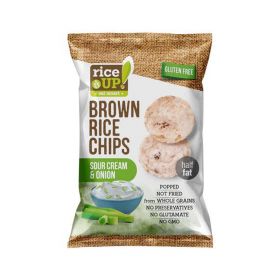 rice
UP!
GLUTEN FREE
BROWN
RICE
CHIPS
SOUR CREAM
& ONION
half
fat
POPPED
NOT FRIED
from WHOLE GRAINS
NO PRESERVATIVES
NO GLUTAMATE
NO GMO